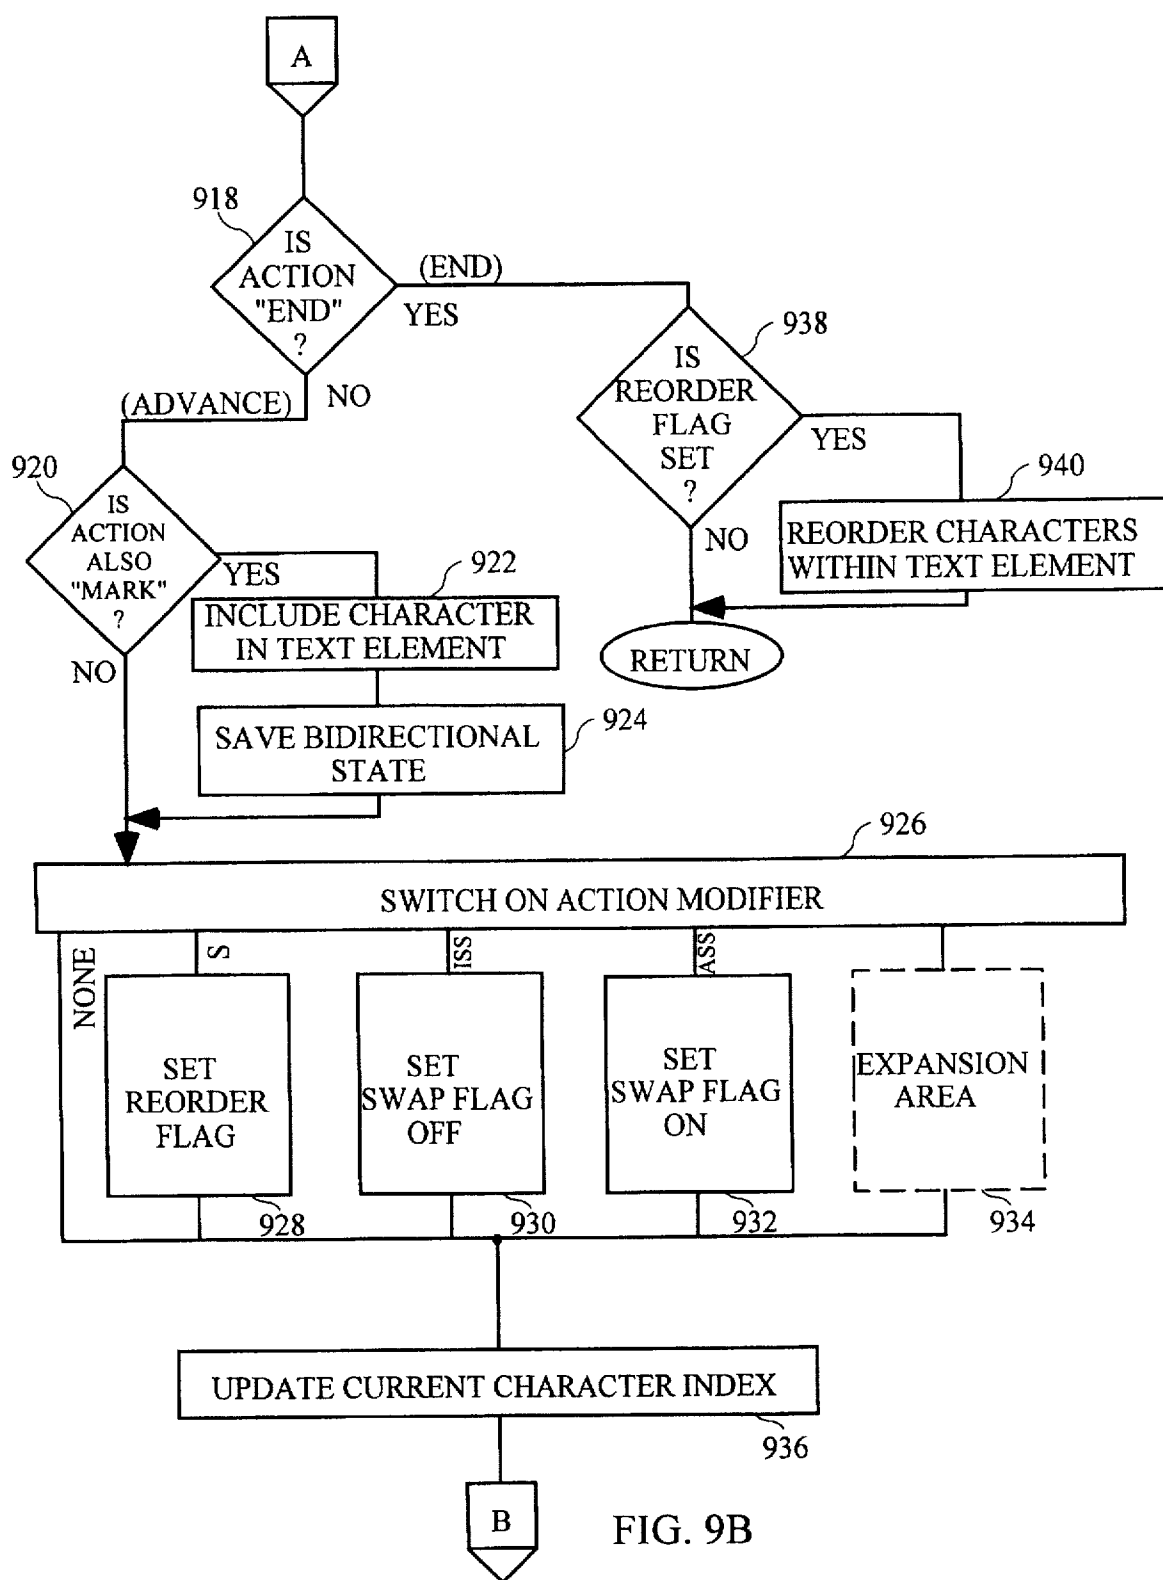 A
918
IS
ACTION
"END"
?
(END)
YES
938
IS
REORDER
FLAG
SET
?
YES
940
REORDER CHARACTERS
WITHIN TEXT ELEMENT
NO
RETURN
(ADVANCE)
NO
920
IS
ACTION
ALSO
"MARK"
?
YES
922
INCLUDE CHARACTER
IN TEXT ELEMENT
924
SAVE BIDIRECTIONAL
STATE
NO
926
SWITCH ON ACTION MODIFIER
NONE
S
ISS
ASS
SET
REORDER
FLAG
928
SET
SWAP FLAG
OFF
930
SET
SWAP FLAG
ON
932
EXPANSION
AREA
934
UPDATE CURRENT CHARACTER INDEX
936
B
FIG. 9B